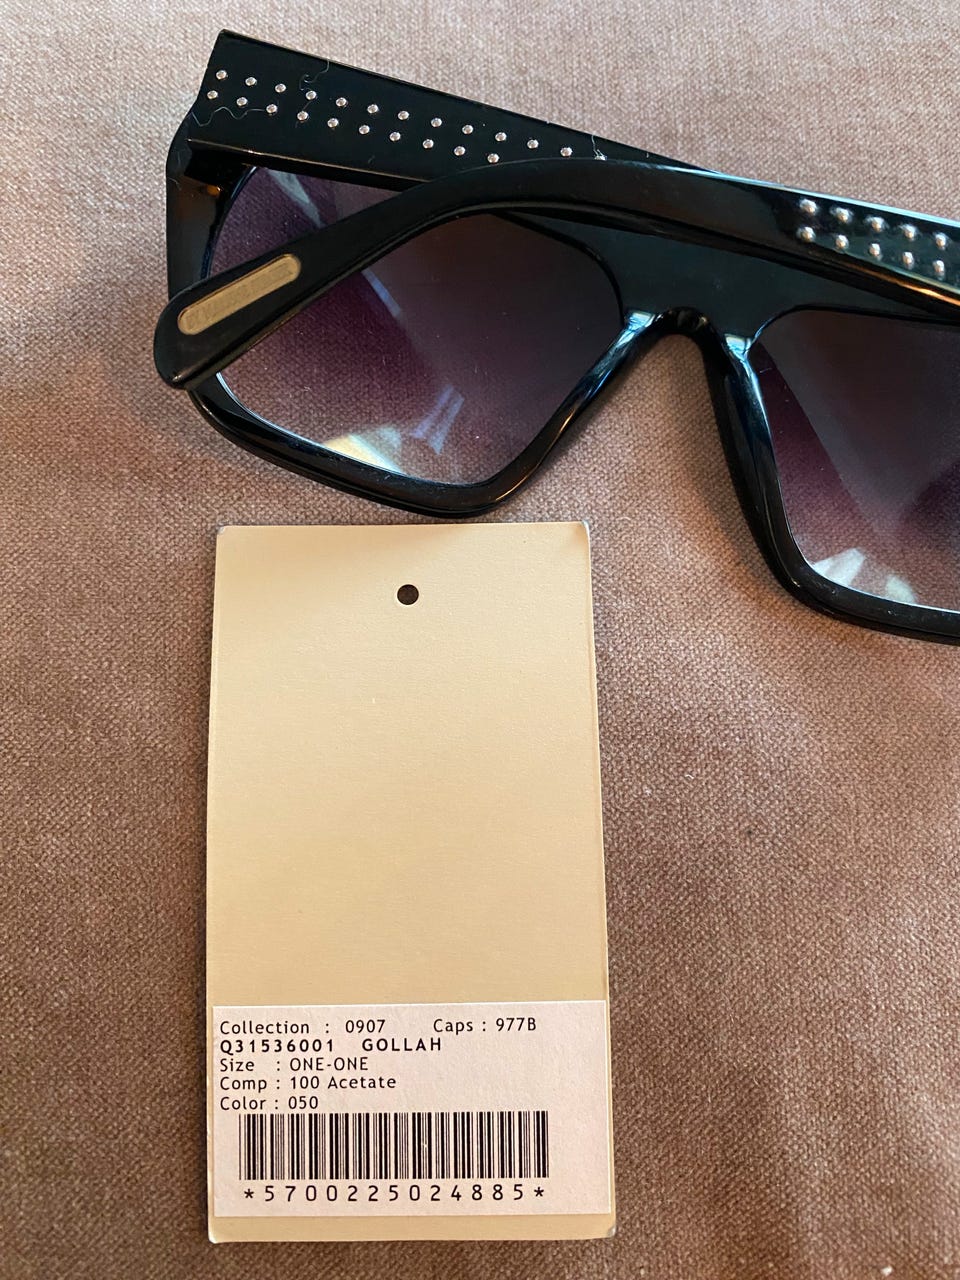 Collection : 0907 Caps : 977B
Q31536001 GOLLAH
Size : ONE-ONE
Comp : 100 Acetate
Color : 050
*5700225024885*